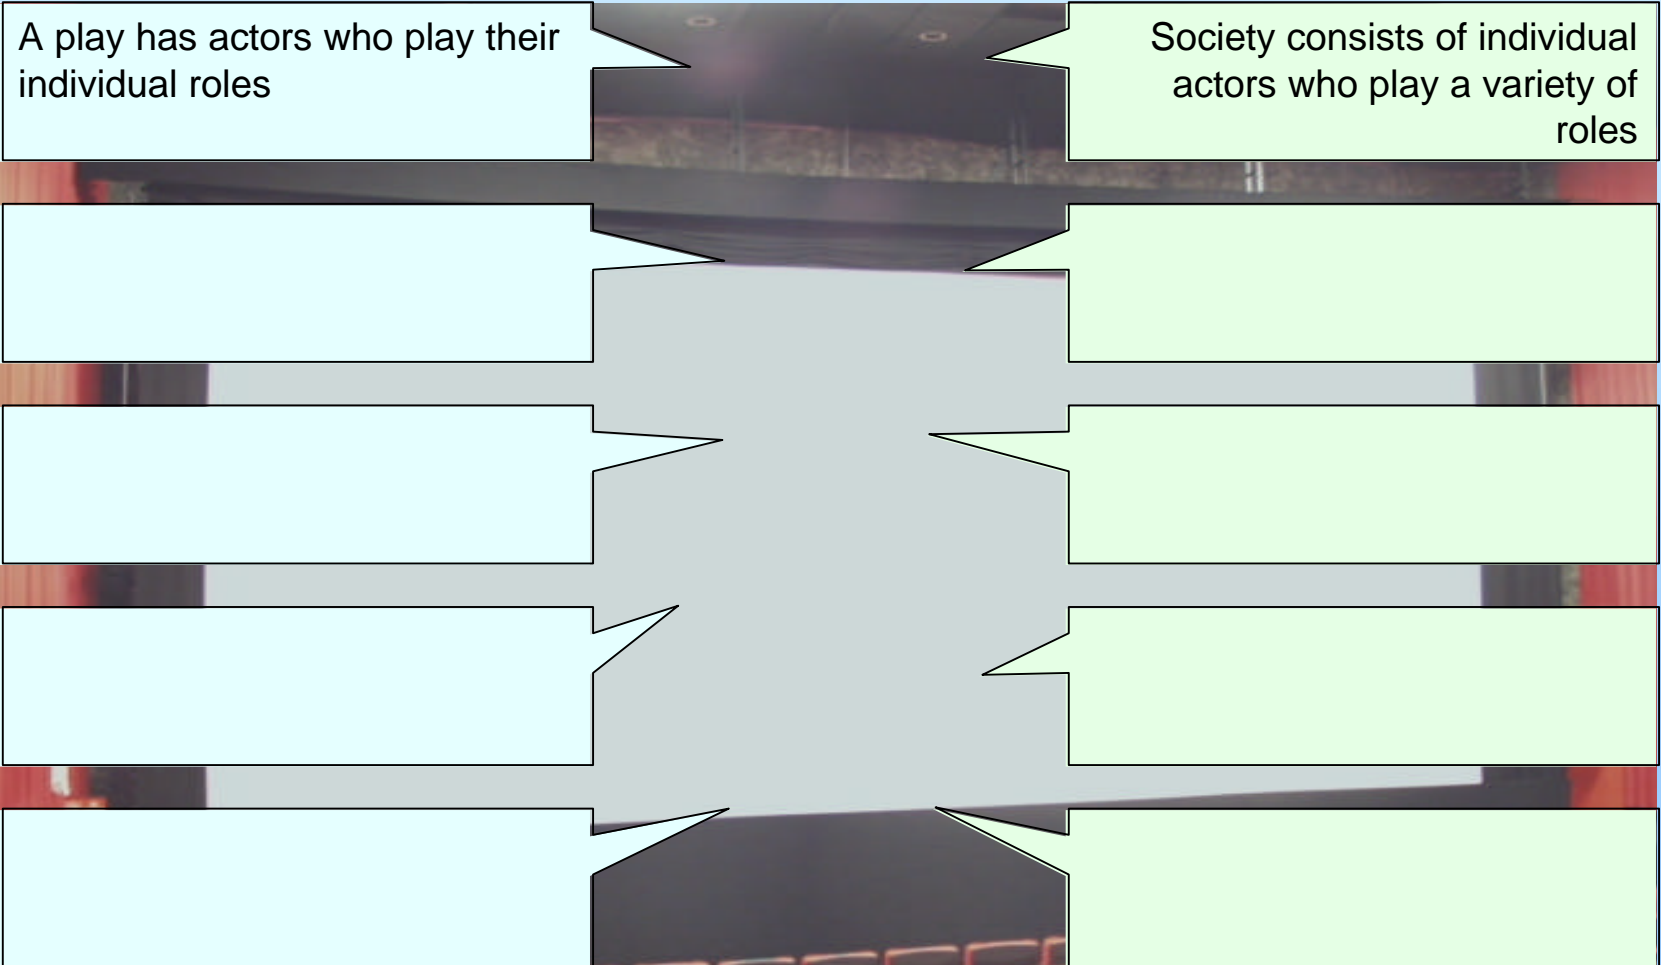 A play has actors who play their
individual roles
Society consists of individual
actors who play a variety of
roles